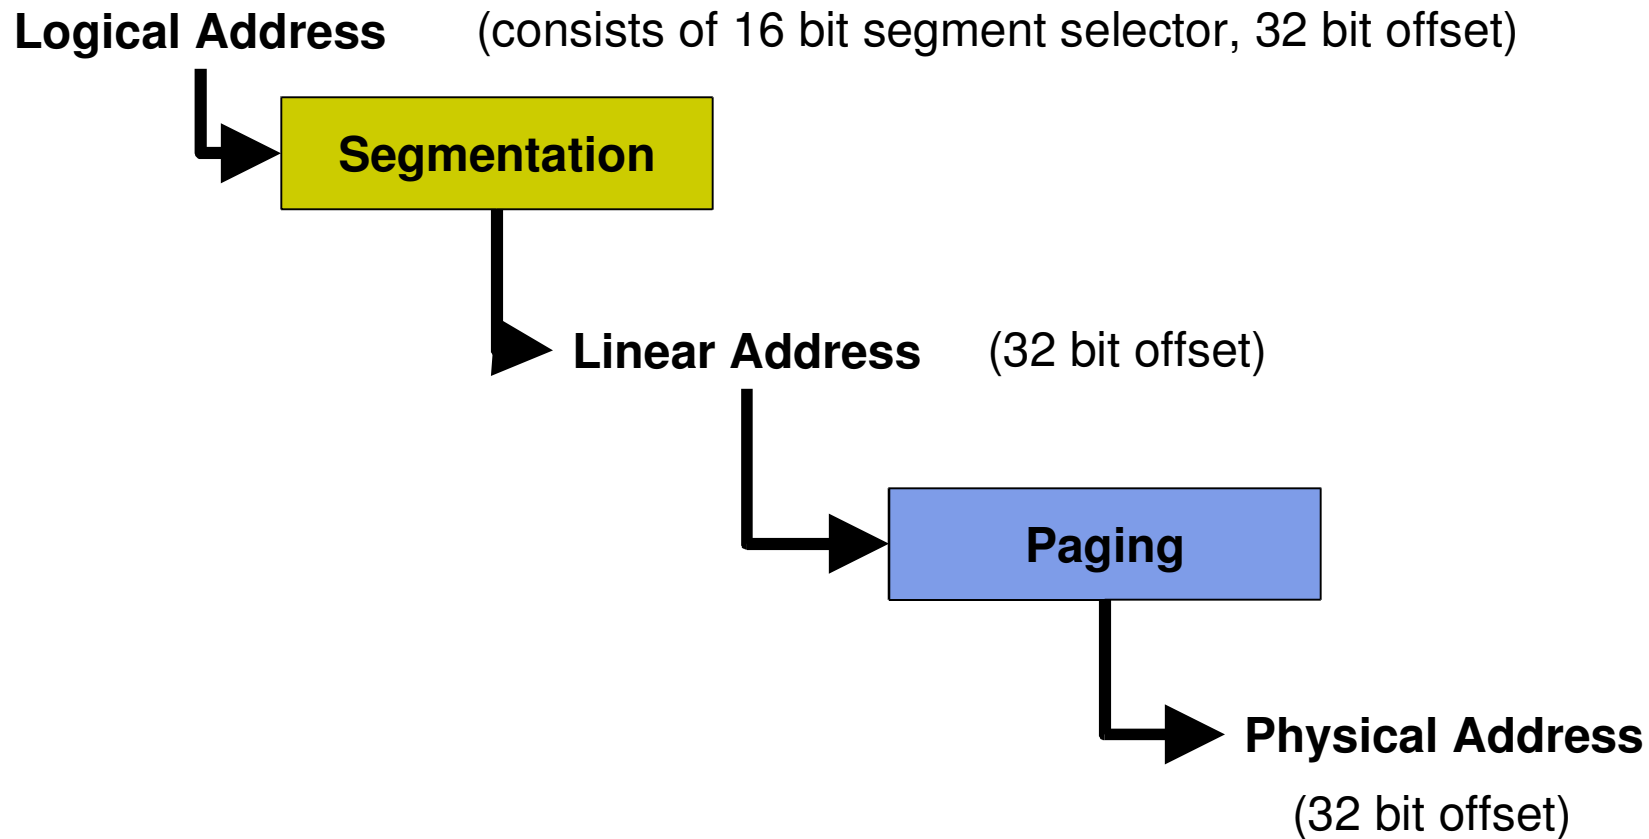 Logical Address (consists of 16 bit segment selector, 32 bit offset)
Segmentation
Linear Address (32 bit offset)
Paging
Physical Address
(32 bit offset)